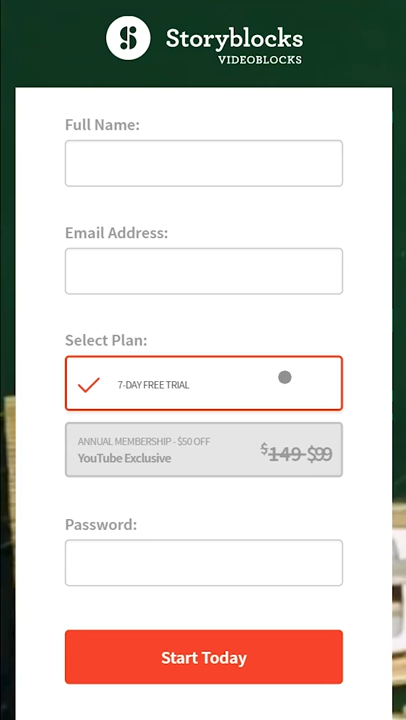 Storyblocks
VIDEOBLOCKS
Full Name:
Email Address:
Select Plan:
7-DAY FREE TRIAL
ANNUAL MEMBERSHIP - $50 OFF
YouTube Exclusive
$149 $99
Password:
Start Today